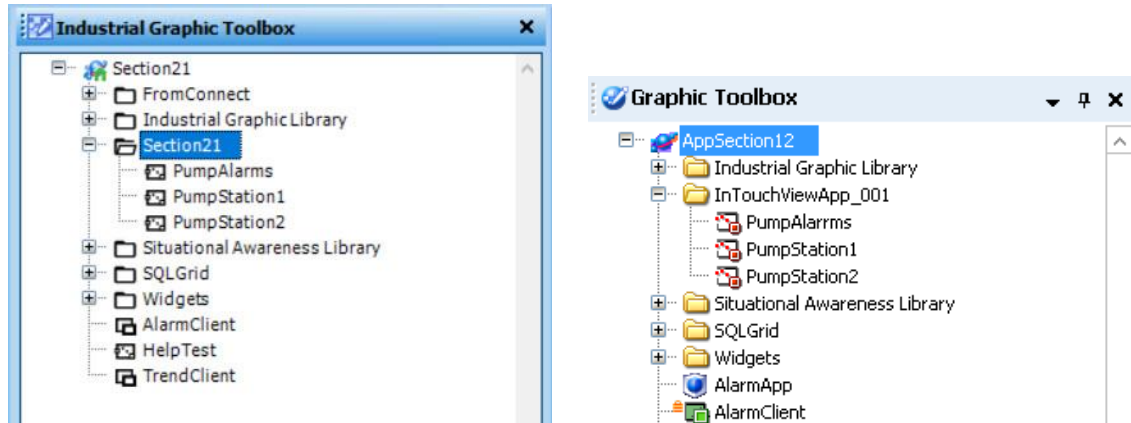 Industrial Graphic Toolbox
Section21
FromConnect
Industrial Graphic Library
Section21
PumpAlarms
PumpStation1
PumpStation2
Situational Awareness Library
SQLGrid
Widgets
AlarmClient
HelpTest
TrendClient
Graphic Toolbox
AppSection12
Industrial Graphic Library
InTouchViewApp_001
PumpAlarrms
PumpStation1
PumpStation2
Situational Awareness Library
SQLGrid
Widgets
AlarmApp
AlarmClient